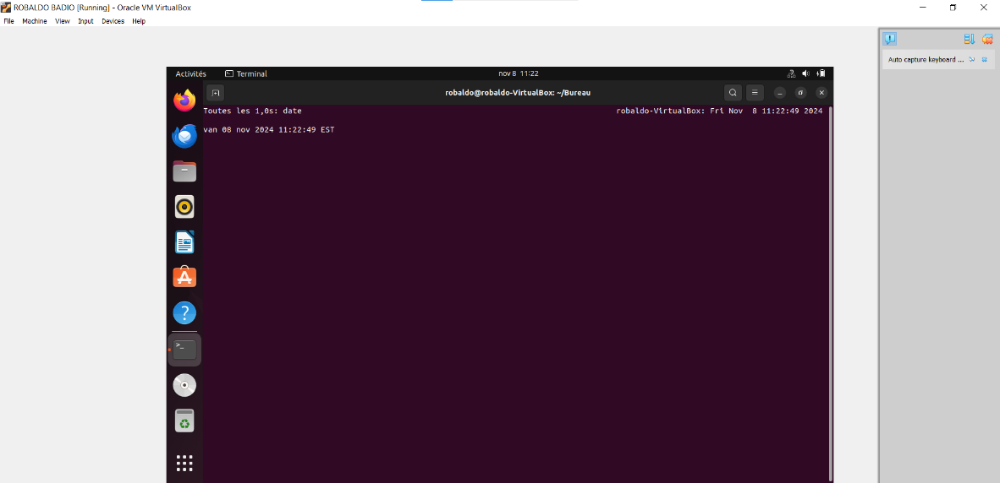 ROBALDO BADIO [Running] - Oracle VM VirtualBox
File Machine View Input Devices Help
Auto capture keyboard ...
Activités Terminal nov 8 11:22
robaldo@robaldo-VirtualBox: ~/Bureau
Toutes les 1,0s: date robaldo-VirtualBox: Fri Nov  8 11:22:49 2024
van 08 nov 2024 11:22:49 EST